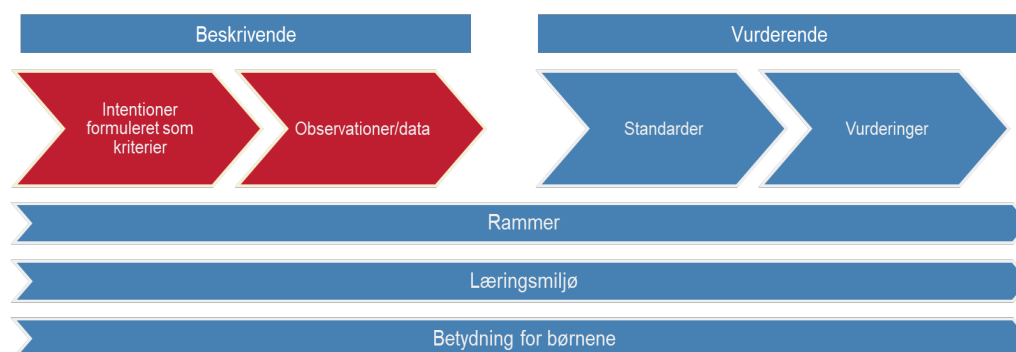 Beskrivende
Vurderende
Intentioner
formuleret som
kriterier
Observationer/data
Standarder
Vurderinger
Rammer
Læringsmiljø
Betydning for børnene